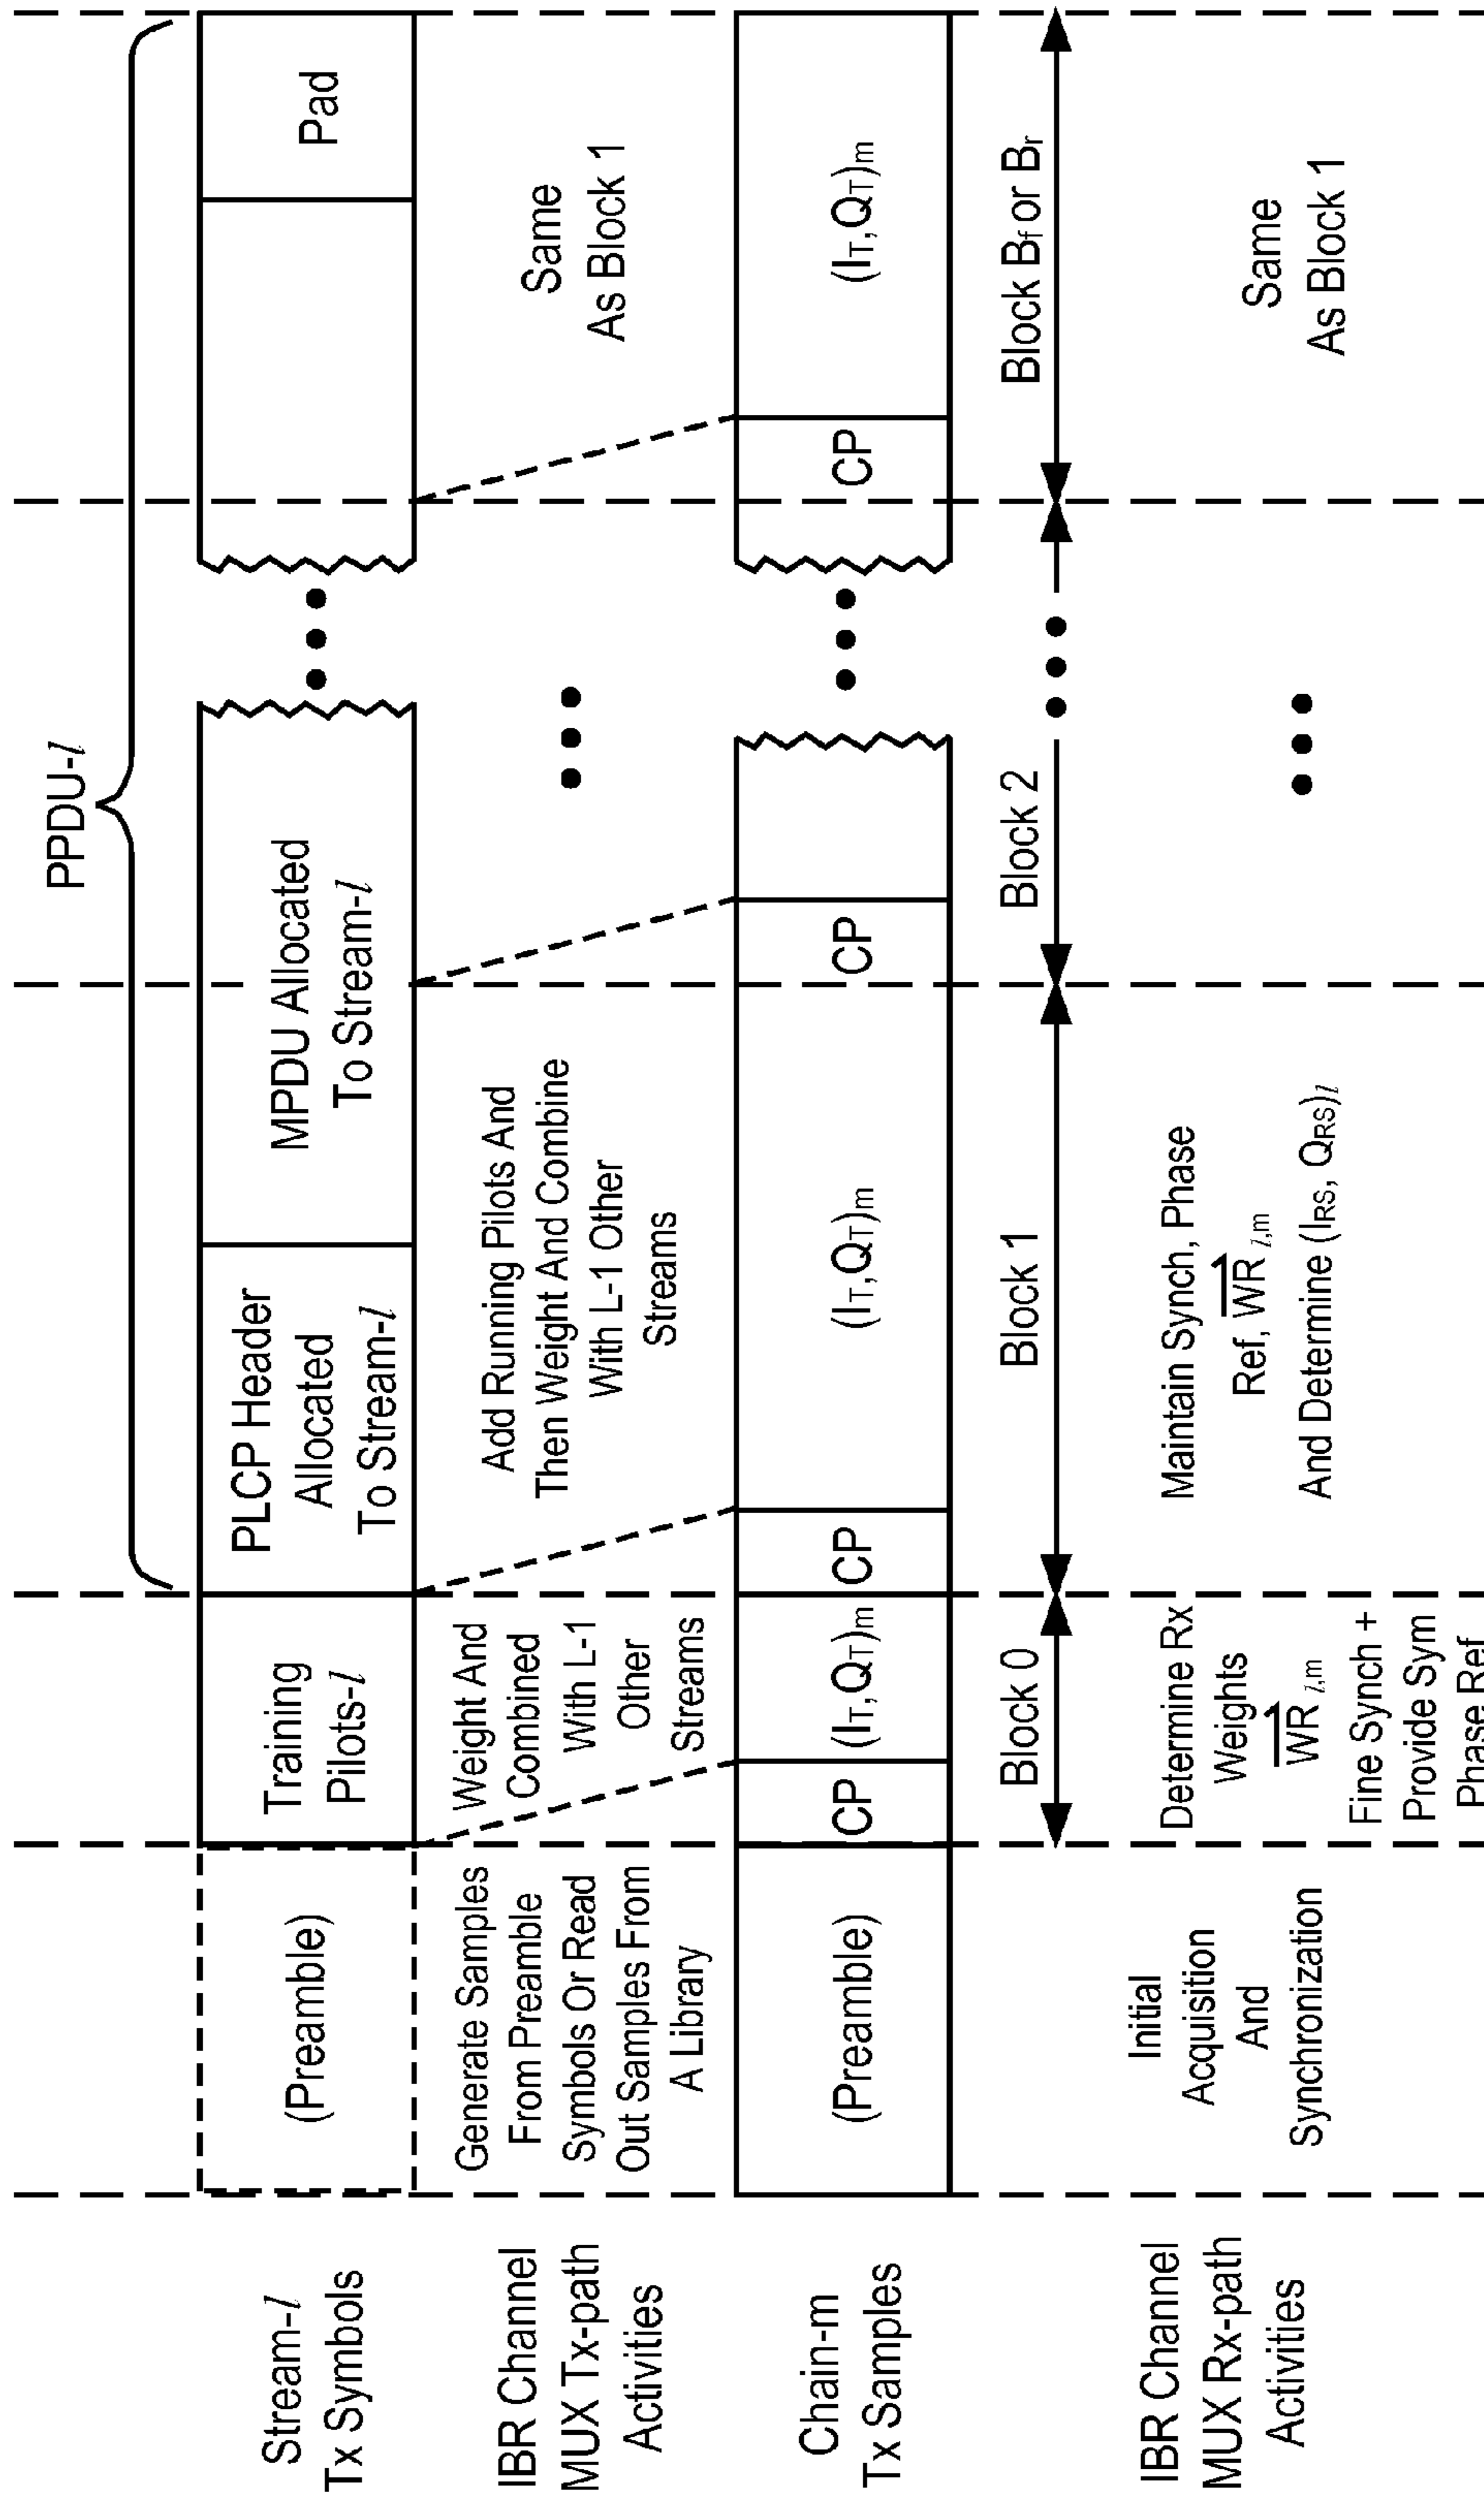 PPDU-l
Stream-l
Tx Symbols
(Preamble)
Training
Pilots-l
PLCP Header
Allocated
To Stream-l
MPDU Allocated
To Stream-l
Pad
IBR Channel
MUX Tx-path
Activities
Generate Samples
From Preamble
Symbols Or Read
Out Samples From
A Library
Weight And
Combined
With L-1
Other
Streams
Add Running Pilots And
Then Weight And Combine
With L-1 Other
Streams
Same
As Block 1
Chain-m
Tx Samples
(Preamble)
CP
(IT,QT)m
CP
(IT,QT)m
CP
CP
(IT,QT)m
Block 0
Block 1
Block 2
Block Bf or Br
IBR Channel
MUX Rx-path
Activities
Initial
Acquisition
And
Synchronization
Determine Rx
Weights
WR l,m
Fine Synch +
Provide Sym
Phase Ref
Maintain Synch, Phase
Ref, WR l,m
And Determine (IRS, QRS)l
Same
As Block 1